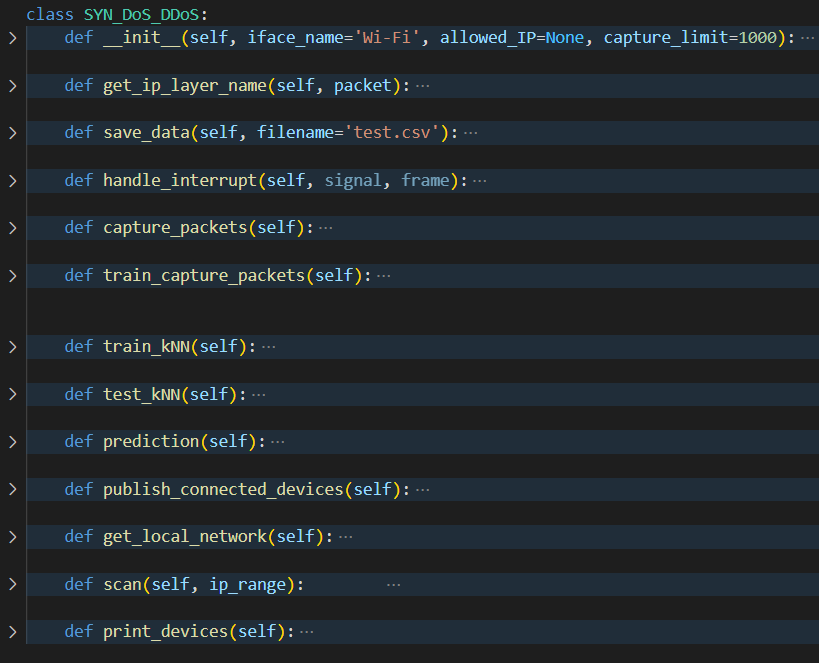 class SYN_DoS_DDoS:
def __init__(self, iface_name='Wi-Fi', allowed_IP=None, capture_limit=1000): ···
def get_ip_layer_name(self, packet): ···
def save_data(self, filename='test.csv'): ···
def handle_interrupt(self, signal, frame): ···
def capture_packets(self): ···
def train_capture_packets(self): ···
def train_kNN(self): ···
def test_kNN(self): ···
def prediction(self): ···
def publish_connected_devices(self): ···
def get_local_network(self): ···
def scan(self, ip_range): ···
def print_devices(self): ···